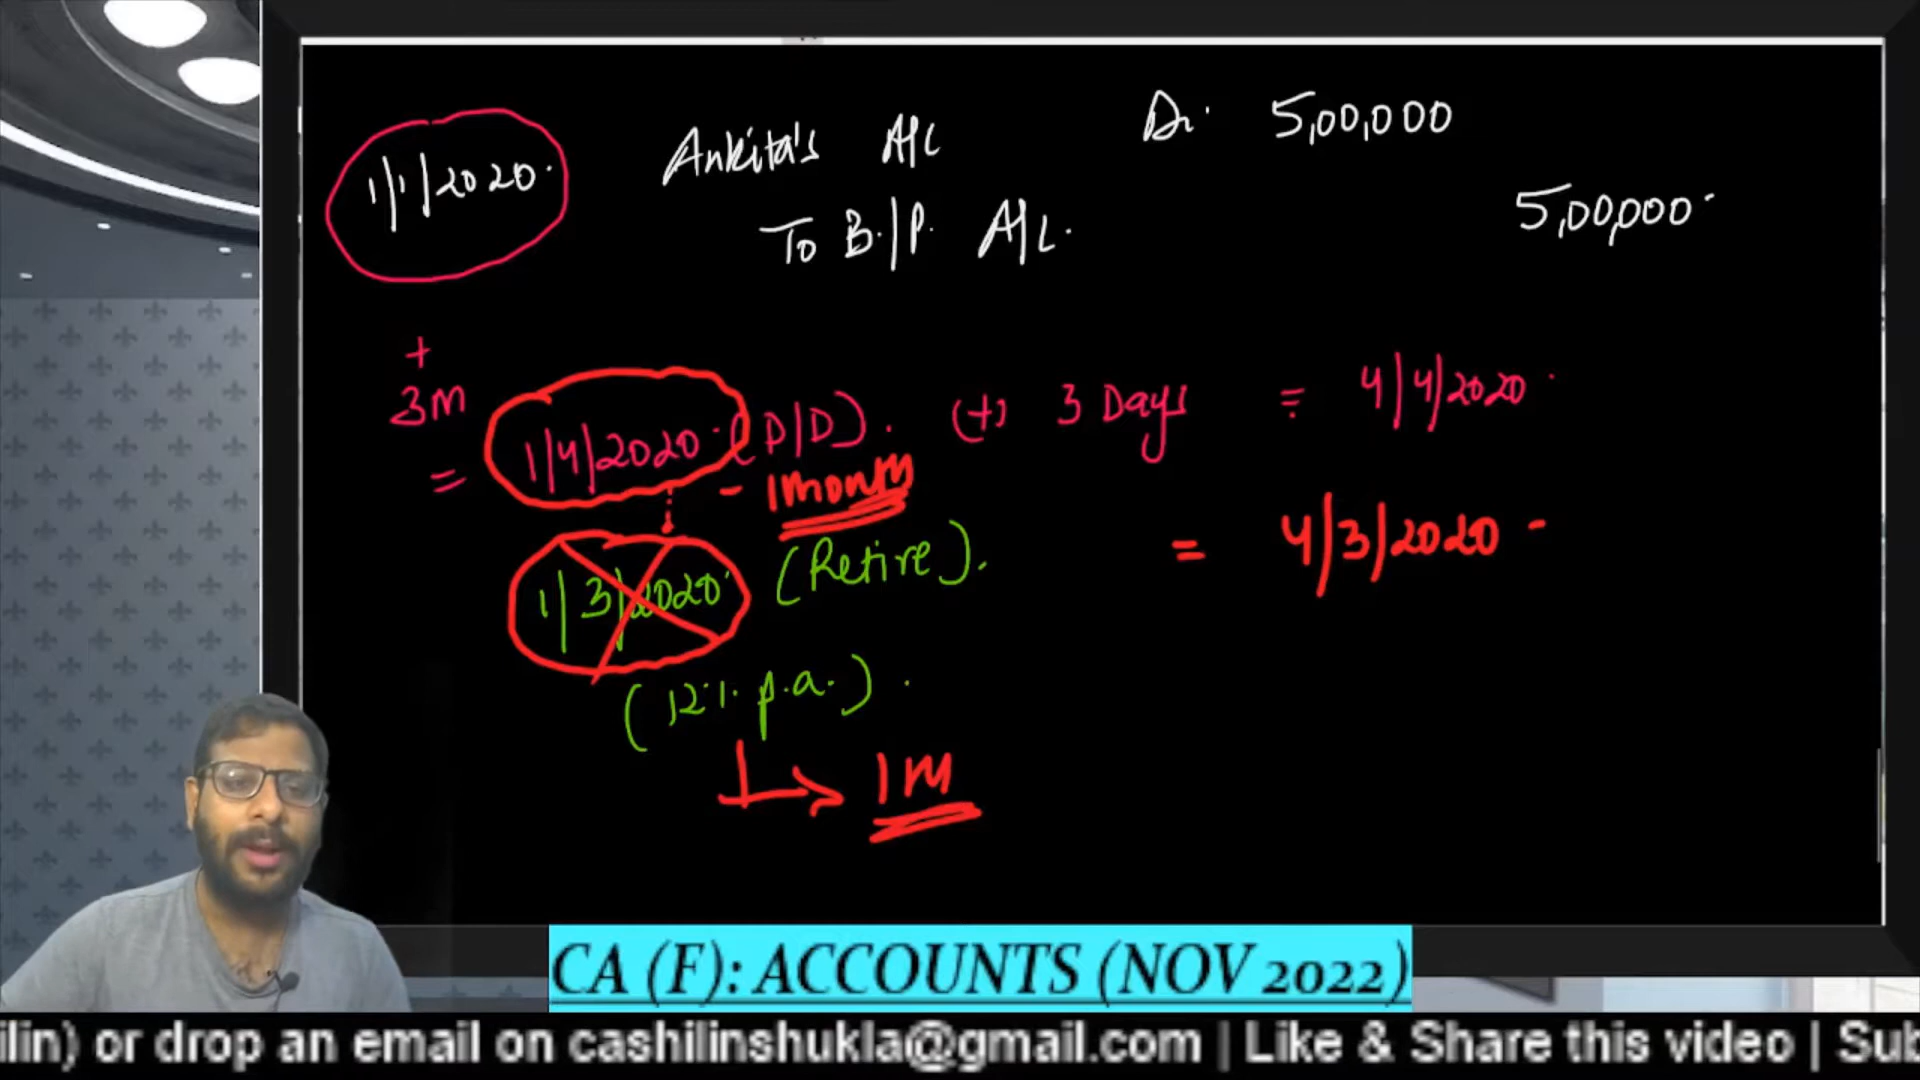 1/1/2020. Ankita's A/C Dr. 5,00,000
To B/P. A/C. 5,00,000
+
3M
= 1/4/2020 (D/D). (+) 3 Days = 4/4/2020
- 1 month
1/3/2020 (Retire). = 4/3/2020
(12% p.a.).
1M
CA (F): ACCOUNTS (NOV 2022)
ilin) or drop an email on cashilinshukla@gmail.com | Like & Share this video | Sub